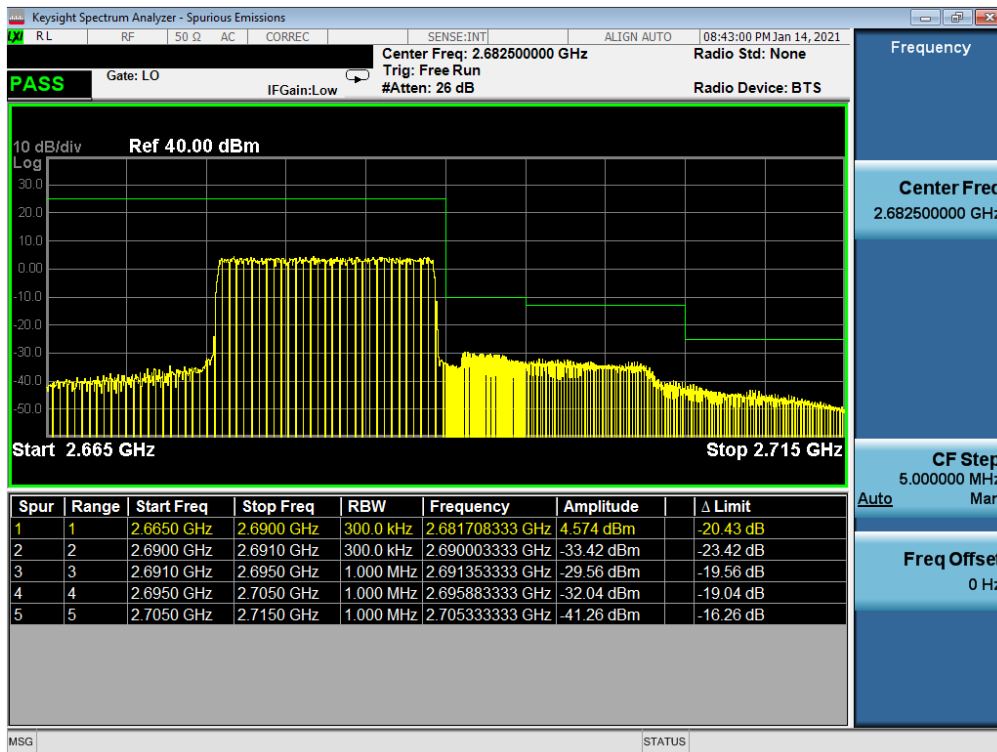 Keysight Spectrum Analyzer - Spurious Emissions
LXI RL RF 50 Ω AC CORREC SENSE:INT ALIGN AUTO 08:43:00 PM Jan 14, 2021
Center Freq: 2.682500000 GHz Radio Std: None
PASS Gate: LO Trig: Free Run
IFGain:Low #Atten: 26 dB Radio Device: BTS
10 dB/div Ref 40.00 dBm
Log
30.0
20.0
10.0
0.00
-10.0
-20.0
-30.0
-40.0
-50.0
Start 2.665 GHz Stop 2.715 GHz
Spur Range Start Freq Stop Freq RBW Frequency Amplitude Δ Limit
1 1 2.6650 GHz 2.6900 GHz 300.0 kHz 2.681708333 GHz 4.574 dBm -20.43 dB
2 2 2.6900 GHz 2.6910 GHz 300.0 kHz 2.690003333 GHz -33.42 dBm -23.42 dB
3 3 2.6910 GHz 2.6950 GHz 1.000 MHz 2.691353333 GHz -29.56 dBm -19.56 dB
4 4 2.6950 GHz 2.7050 GHz 1.000 MHz 2.695883333 GHz -32.04 dBm -19.04 dB
5 5 2.7050 GHz 2.7150 GHz 1.000 MHz 2.705333333 GHz -41.26 dBm -16.26 dB
MSG STATUS
Frequency
Center Freq
2.682500000 GHz
CF Step
5.000000 MHz
Auto Man
Freq Offset
0 Hz